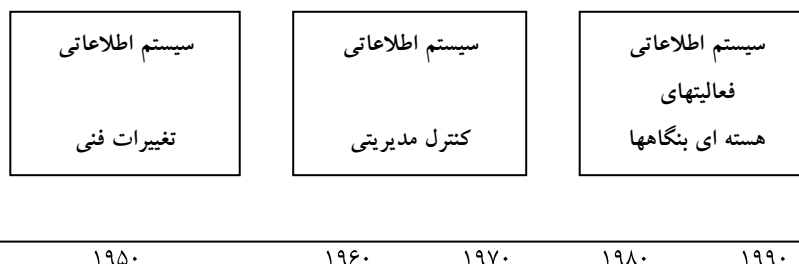 سیستم اطلاعاتی
تغییرات فنی
سیستم اطلاعاتی
کنترل مدیریتی
سیستم اطلاعاتی
فعالیتهای
هسته ای بنگاهها
۱۹۵۰ ۱۹۶۰ ۱۹۷۰ ۱۹۸۰ ۱۹۹۰